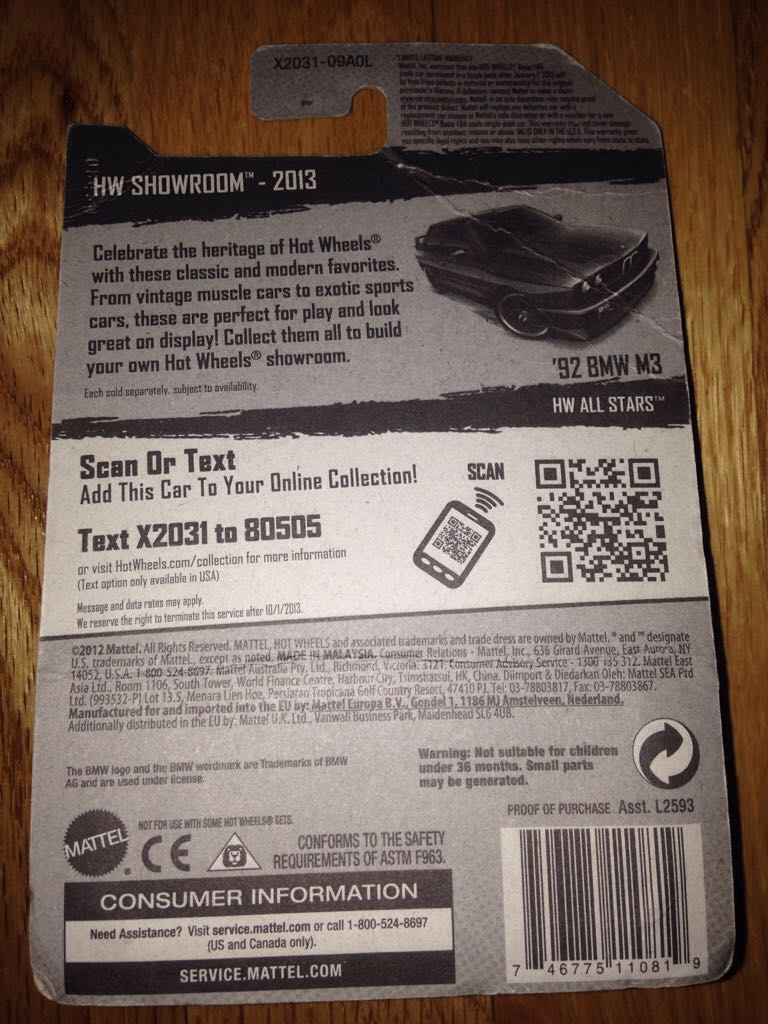 X2031-09A0L
*LIMITED LIFETIME WARRANTY
HW SHOWROOM™ - 2013
Celebrate the heritage of Hot Wheels®
with these classic and modern favorites.
From vintage muscle cars to exotic sports
cars, these are perfect for play and look
great on display! Collect them all to build
your own Hot Wheels® showroom.
Each sold separately, subject to availability.
'92 BMW M3
HW ALL STARS™
Scan Or Text
Add This Car To Your Online Collection!
Text X2031 to 80505
or visit HotWheels.com/collection for more information
(Text option only available in USA)
Message and data rates may apply.
We reserve the right to terminate this service after 10/1/2013.
SCAN
©2012 Mattel. All Rights Reserved. MATTEL, HOT WHEELS and associated trademarks and trade dress are owned by Mattel. ® and ™ designate
U.S. trademarks of Mattel., except as noted. MADE IN MALAYSIA. Consumer Relations - Mattel, Inc., 636 Girard Avenue, East Aurora, NY
14052, U.S.A. 1-800-524-8697. Mattel Australia Pty. Ltd., Richmond, Victoria. 3121. Consumer Advisory Service - 1300 135 312. Mattel East
Asia Ltd., Room 1106, South Tower, World Finance Centre, Harbour City, Tsimshatsui, HK, China. Diimport & Diedarkan Oleh: Mattel SEA Ptd
Ltd. (993532-P) Lot 13.5, Menara Lien Hoe, Persiaran Tropicana Golf Country Resort, 47410 PJ. Tel: 03-78803817, Fax: 03-78803867.
Manufactured for and imported into the EU by: Mattel Europa B.V., Gondel 1, 1186 MJ Amstelveen, Nederland.
Additionally distributed in the EU by: Mattel U.K. Ltd., Vanwall Business Park, Maidenhead SL6 4UB.
The BMW logo and the BMW wordmark are Trademarks of BMW
AG and are used under license.
Warning: Not suitable for children
under 36 months. Small parts
may be generated.
PROOF OF PURCHASE Asst. L2593
MATTEL
NOT FOR USE WITH SOME HOT WHEELS® SETS.
CE
CONFORMS TO THE SAFETY
REQUIREMENTS OF ASTM F963.
CONSUMER INFORMATION
Need Assistance? Visit service.mattel.com or call 1-800-524-8697
(US and Canada only).
SERVICE.MATTEL.COM
7 46775 11081 9